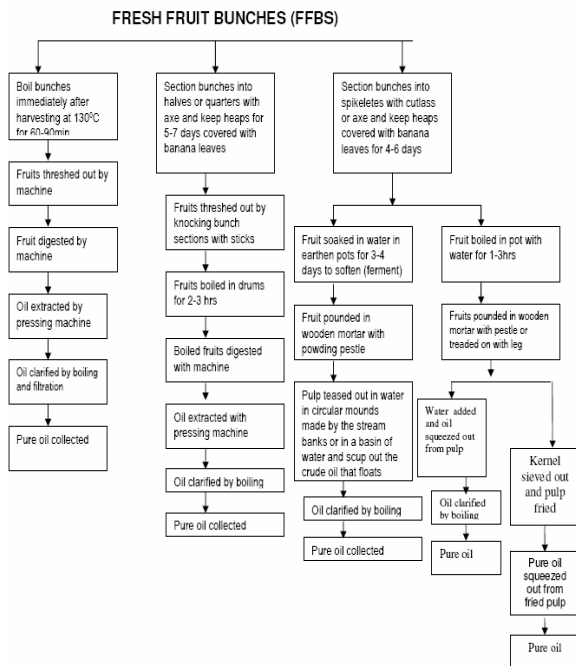 FRESH FRUIT BUNCHES (FFBS)
Boil bunches
immediately after
harvesting at 130⁰C
for 60-90min
Fruits threshed out by
machine
Fruit digested by
machine
Oil extracted by
pressing machine
Oil clarified by boiling
and filtration
Pure oil collected
Section bunches into
halves or quarters with
axe and keep heaps for
5-7 days covered with
banana leaves
Fruits threshed out by
knocking bunch
sections with sticks
Fruits boiled in drums
for 2-3 hrs
Boiled fruits digested
with machine
Oil extracted with
pressing machine
Oil clarified by boiling
Pure oil collected
Section bunches into
spikeletes with cutlass
or axe and keep heaps
covered with banana
leaves for 4-6 days
Fruit soaked in water in
earthen pots for 3-4
days to soften (ferment)
Fruit pounded in
wooden mortar with
powding pestle
Pulp teased out in water
in circular mounds
made by the stream
banks or in a basin of
water and scup out the
crude oil that floats
Oil clarified by boiling
Pure oil collected
Fruit boiled in pot with
water for 1-3hrs
Fruits pounded in wooden
mortar with pestle or
treaded on with leg
Water added
and oil
squeezed out
from pulp
Oil clarified
by boiling
Pure oil
Kernel
sieved out
and pulp
fried
Pure oil
squeezed
out from
fried pulp
Pure oil